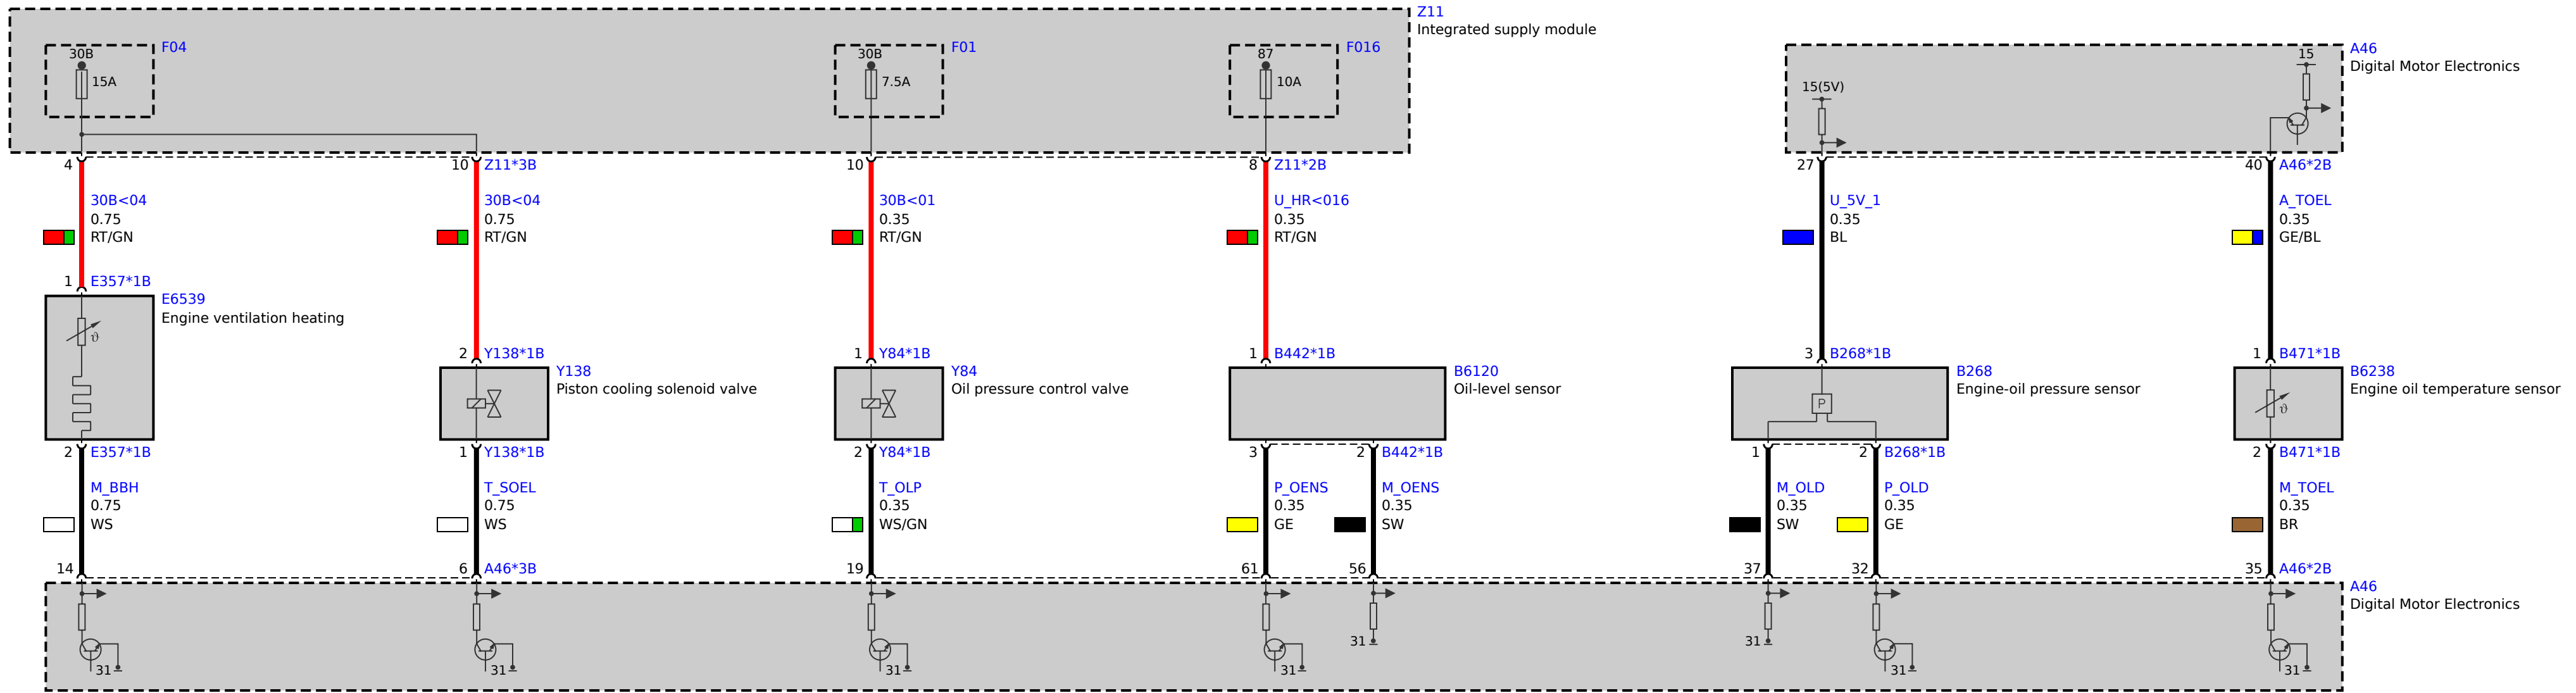 Z11
Integrated supply module
F04
30B
15A
F01
30B
7.5A
F016
87
10A
A46
Digital Motor Electronics
15(5V)
15
4
10 Z11*3B
10
8 Z11*2B
27
40 A46*2B
30B<04
0.75
RT/GN
30B<04
0.75
RT/GN
30B<01
0.35
RT/GN
U_HR<016
0.35
RT/GN
U_5V_1
0.35
BL
A_TOEL
0.35
GE/BL
1 E357*1B
E6539
Engine ventilation heating
ϑ
2 Y138*1B
Y138
Piston cooling solenoid valve
1 Y84*1B
Y84
Oil pressure control valve
1 B442*1B
B6120
Oil-level sensor
3 B268*1B
B268
Engine-oil pressure sensor
P
1 B471*1B
B6238
Engine oil temperature sensor
ϑ
2 E357*1B
1 Y138*1B
2 Y84*1B
3
2 B442*1B
1
2 B268*1B
2 B471*1B
M_BBH
0.75
WS
T_SOEL
0.75
WS
T_OLP
0.35
WS/GN
P_OENS
0.35
GE
M_OENS
0.35
SW
M_OLD
0.35
SW
P_OLD
0.35
GE
M_TOEL
0.35
BR
14
6 A46*3B
19
61
56
37
32
35 A46*2B
A46
Digital Motor Electronics
31
31
31
31
31
31
31
31